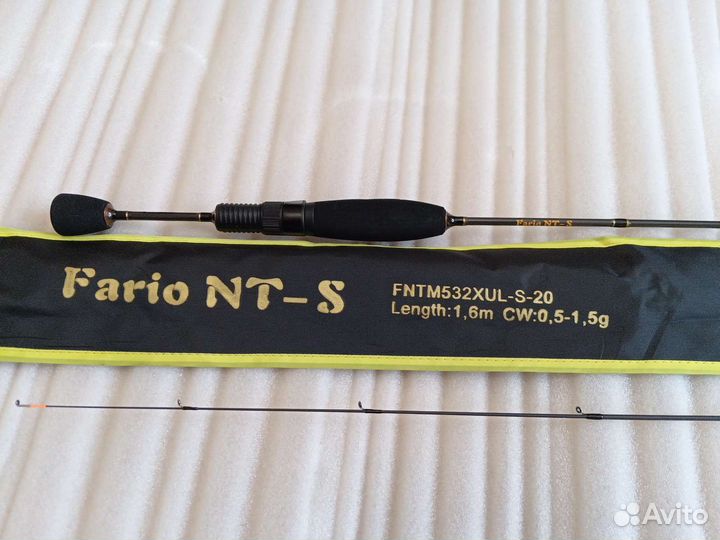 Fario NT-S
Fario NT-S
FNTM532XUL-S-20
Length:1,6m CW:0,5-1,5g
Avito